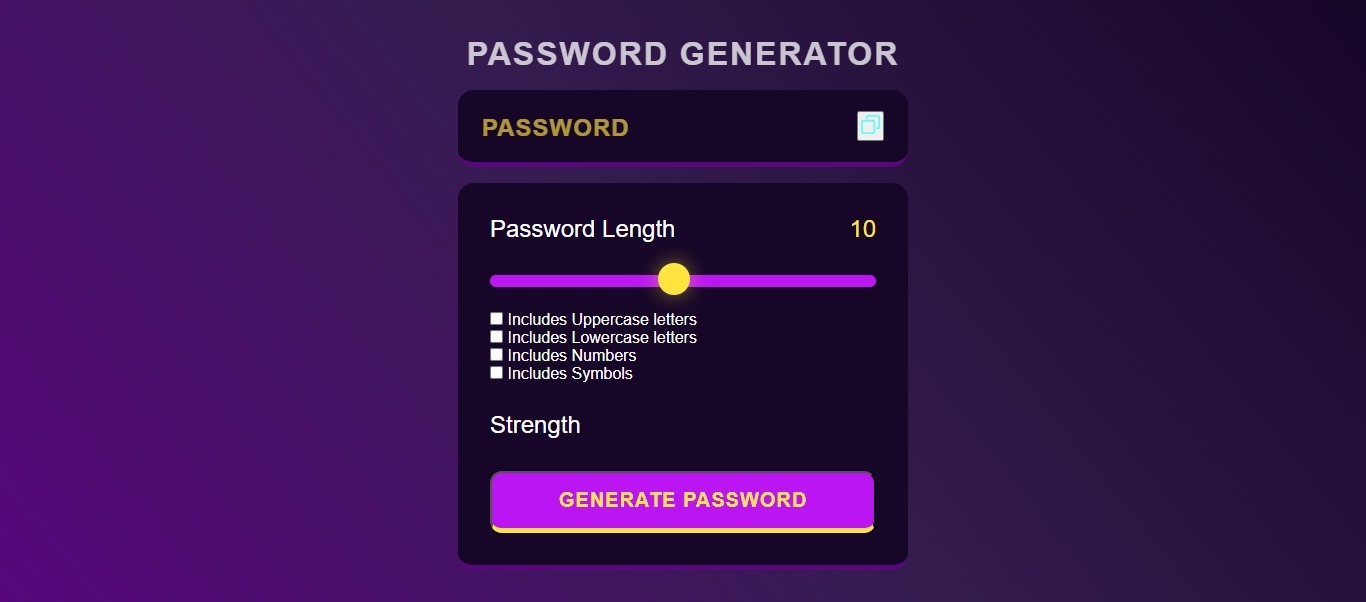 PASSWORD GENERATOR
PASSWORD
Password Length 10
Includes Uppercase letters
Includes Lowercase letters
Includes Numbers
Includes Symbols
Strength
GENERATE PASSWORD